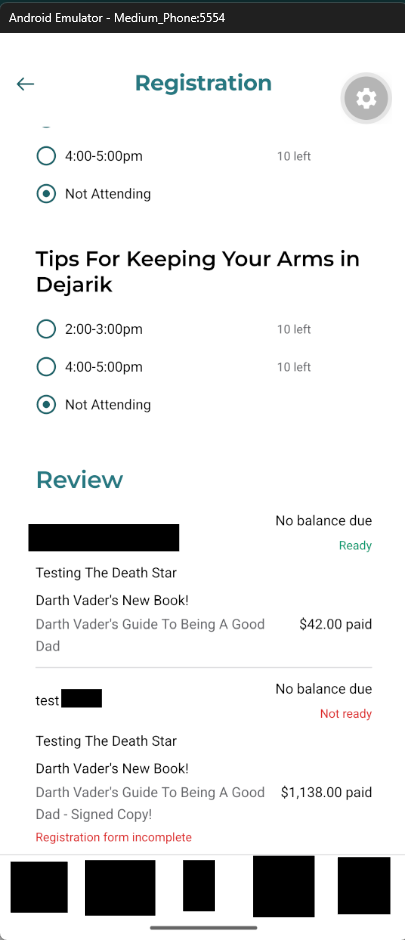 Android Emulator - Medium_Phone:5554
Registration
4:00-5:00pm 10 left
Not Attending
Tips For Keeping Your Arms in
Dejarik
2:00-3:00pm 10 left
4:00-5:00pm 10 left
Not Attending
Review
No balance due
Ready
Testing The Death Star
Darth Vader's New Book!
Darth Vader's Guide To Being A Good $42.00 paid
Dad
No balance due
test
Not ready
Testing The Death Star
Darth Vader's New Book!
Darth Vader's Guide To Being A Good $1,138.00 paid
Dad - Signed Copy!
Registration form incomplete